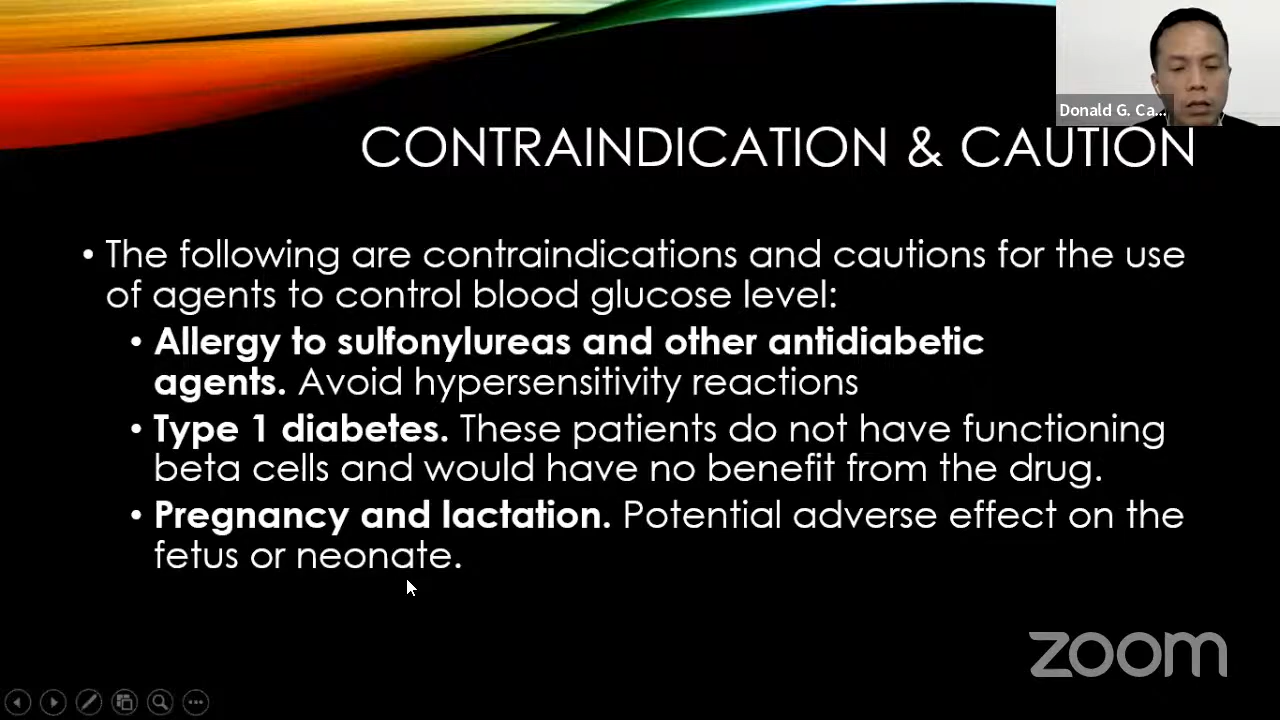 Donald G. Ca...
CONTRAINDICATION & CAUTION
• The following are contraindications and cautions for the use
of agents to control blood glucose level:
• Allergy to sulfonylureas and other antidiabetic
agents. Avoid hypersensitivity reactions
• Type 1 diabetes. These patients do not have functioning
beta cells and would have no benefit from the drug.
• Pregnancy and lactation. Potential adverse effect on the
fetus or neonate.
zoom